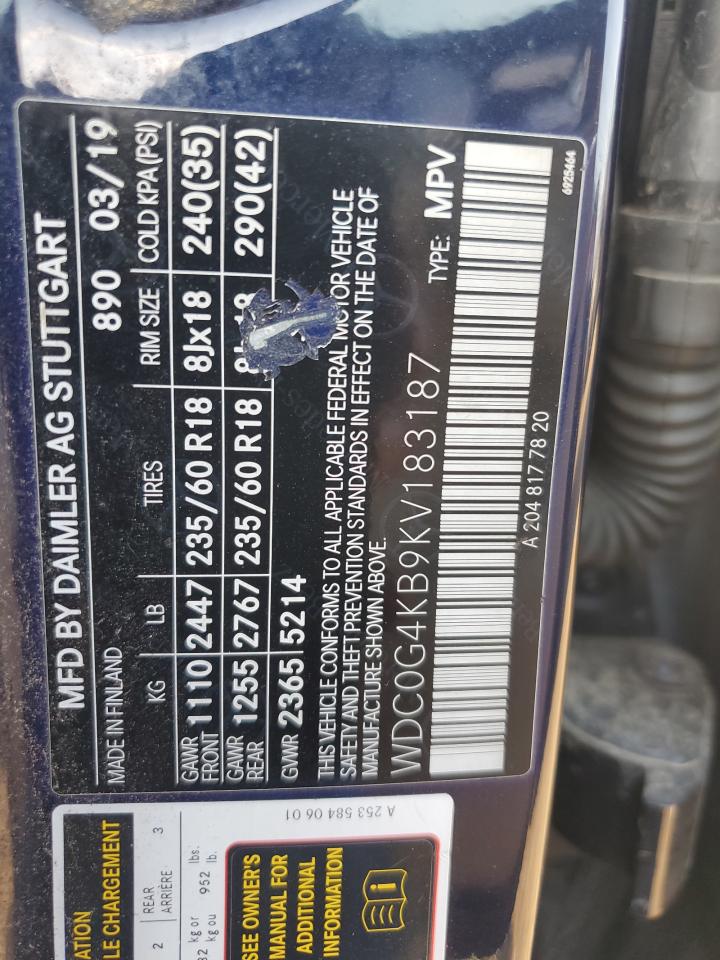 MFD BY DAIMLER AG STUTTGART
MADE IN FINLAND 890 03/19
KG LB TIRES RIM SIZE COLD KPA(PSI)
GAWR FRONT 1110 2447 235/60 R18 8Jx18 240(35)
GAWR REAR 1255 2767 235/60 R18 290(42)
GVWR 2365 5214
THIS VEHICLE CONFORMS TO ALL APPLICABLE FEDERAL MOTOR VEHICLE
SAFETY AND THEFT PREVENTION STANDARDS IN EFFECT ON THE DATE OF
MANUFACTURE SHOWN ABOVE.
WDC0G4KB9KV183187 TYPE: MPV
A 204 817 78 20
6925464
LE CHARGEMENT
2 REAR 3
ARRIÈRE
kg or lbs.
kg ou 952 lb.
SEE OWNER'S
MANUAL FOR
ADDITIONAL
INFORMATION
A 253 584 06 01